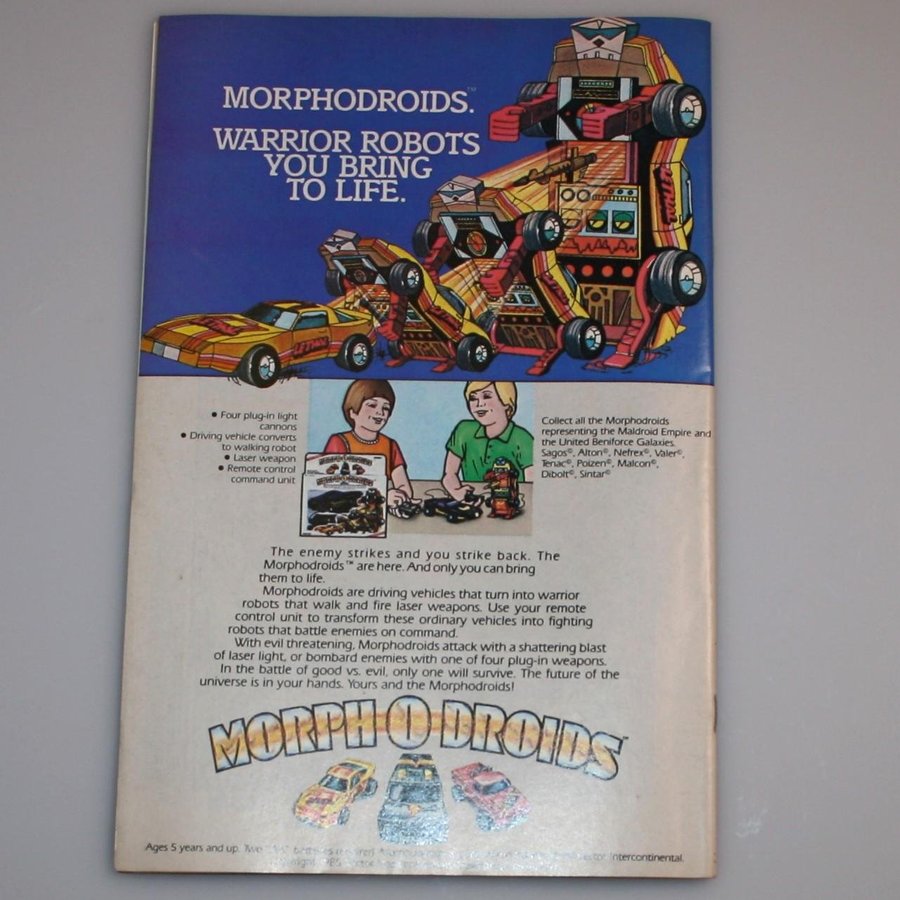 MORPHODROIDS.™
WARRIOR ROBOTS
YOU BRING
TO LIFE.
LETHAL
• Four plug-in light
cannons
• Driving vehicle converts
to walking robot
• Laser weapon
• Remote control
command unit
Collect all the Morphodroids
representing the Maldroid Empire and
the United Beniforce Galaxies.
Sagos©, Alton©, Nefrex©, Valer©,
Tenac©, Poizen©, Malcon©,
Dibolt©, Sintar©
The enemy strikes and you strike back. The
Morphodroids™ are here. And only you can bring
them to life.
Morphodroids are driving vehicles that turn into warrior
robots that walk and fire laser weapons. Use your remote
control unit to transform these ordinary vehicles into fighting
robots that battle enemies on command.
With evil threatening, Morphodroids attack with a shattering blast
of laser light, or bombard enemies with one of four plug-in weapons.
In the battle of good vs. evil, only one will survive. The future of the
universe is in your hands. Yours and the Morphodroids!
MORPH-O-DROIDS™
Ages 5 years and up. Two Intercontinental.